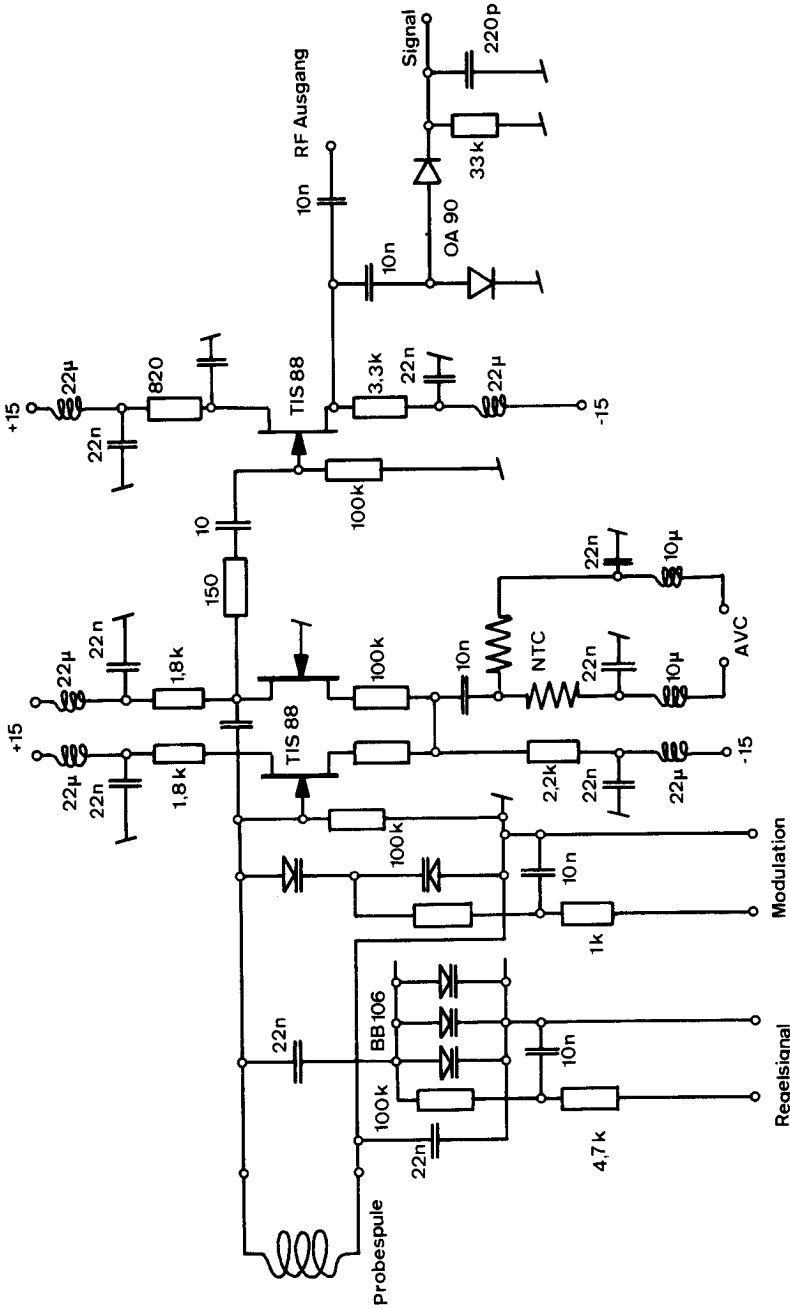 +15
22µ
22n
820
TIS 88
3.3k
22n
22µ
-15
10n
RF Ausgang
10n
OA 90
Signal
33k
220p
100k
10
150
+15
22µ
22n
1,8k
22µ
22n
1,8k
TIS 88
100k
10n
NTC
22n
10µ
22n
10µ
AVC
2,2k
22n
22µ
-15
100k
10n
1k
Modulation
22n
BB106
100k
22n
10n
4,7k
Regelsignal
Probespule